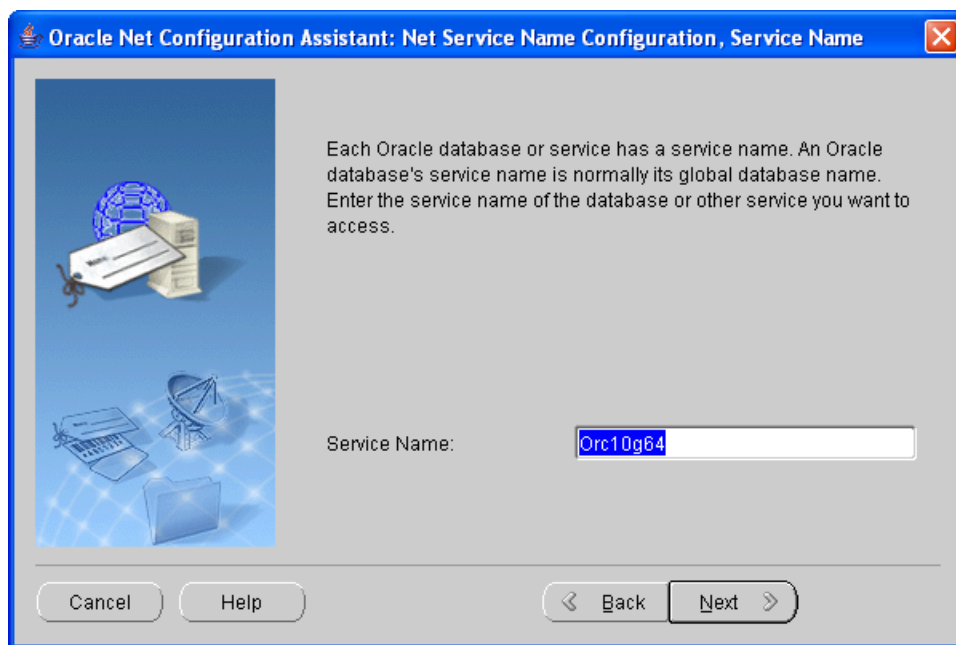 Oracle Net Configuration Assistant: Net Service Name Configuration, Service Name
Each Oracle database or service has a service name. An Oracle
database's service name is normally its global database name.
Enter the service name of the database or other service you want to
access.
Service Name:
Orc10g64
Cancel
Help
Back
Next